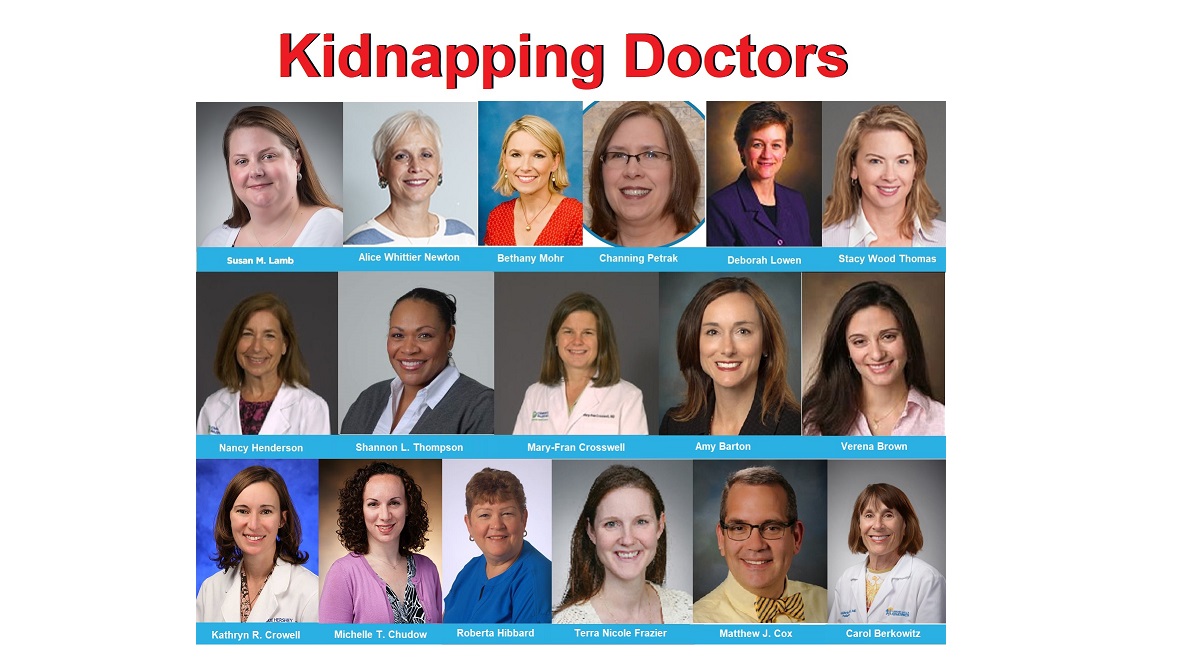 Kidnapping Doctors
Susan M. Lamb
Alice Whittier Newton
Bethany Mohr
Channing Petrak
Deborah Lowen
Stacy Wood Thomas
Nancy Henderson
Shannon L. Thompson
Mary-Fran Crosswell
Amy Barton
Verena Brown
HERSHEY
Kathryn R. Crowell
Michelle T. Chudow
Roberta Hibbard
Terra Nicole Frazier
Matthew J. Cox
Carol Berkowitz